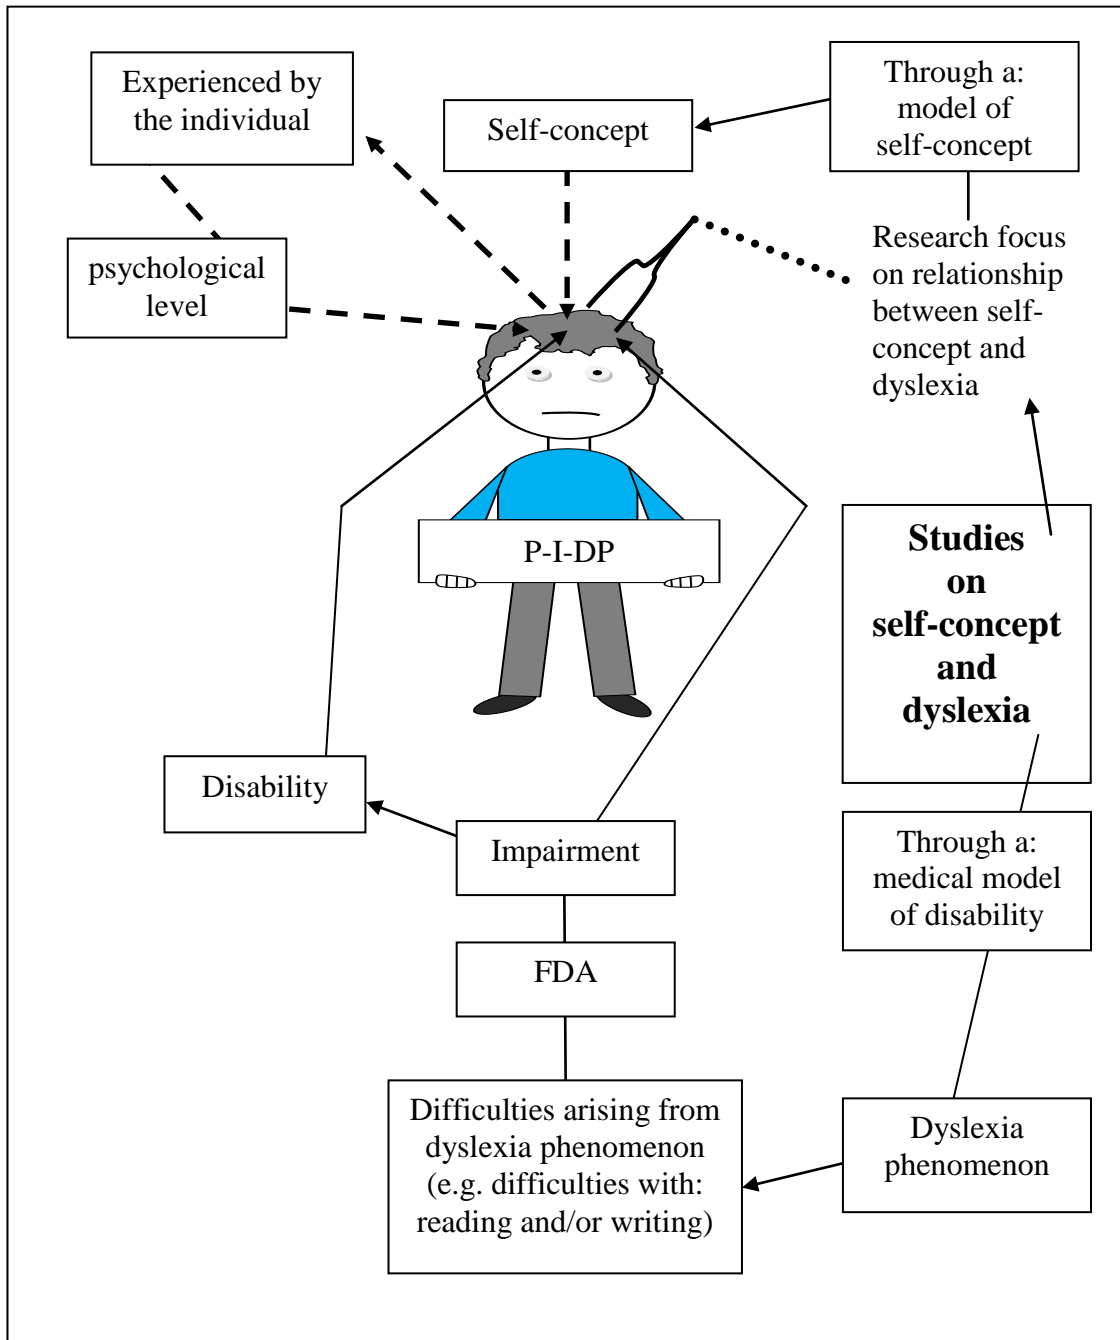 Experienced by
the individual
Self-concept
Through a:
model of
self-concept
psychological
level
Research focus
on relationship
between self-
concept and
dyslexia
P-I-DP
Studies
on
self-concept
and
dyslexia
Disability
Impairment
Through a:
medical model
of disability
FDA
Difficulties arising from
dyslexia phenomenon
(e.g. difficulties with:
reading and/or writing)
Dyslexia
phenomenon